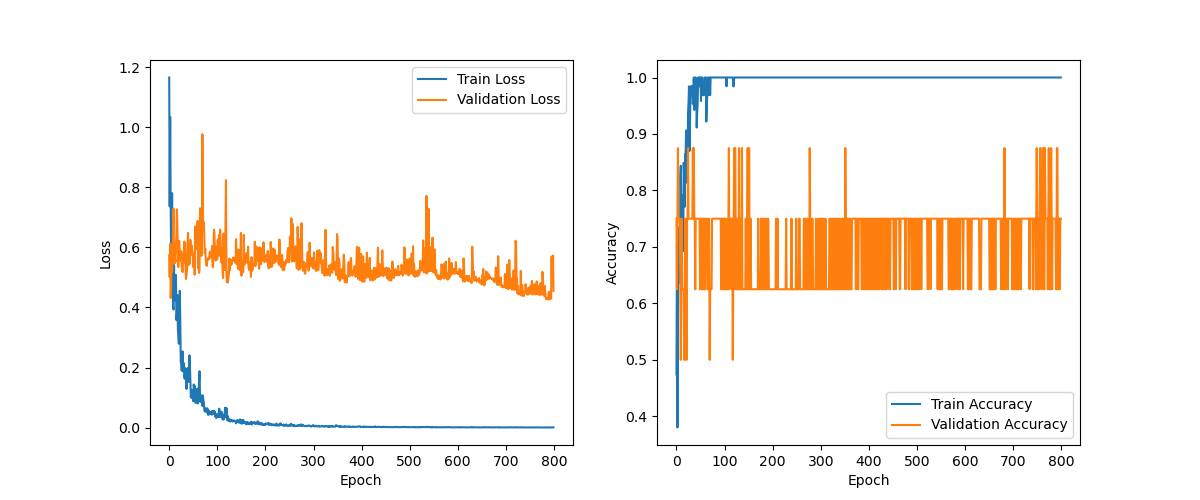 1.2
1.0
0.8
0.6
0.4
0.2
0.0
Loss
0 100 200 300 400 500 600 700 800
Epoch
Train Loss
Validation Loss
1.0
0.9
0.8
0.7
0.6
0.5
0.4
Accuracy
0 100 200 300 400 500 600 700 800
Epoch
Train Accuracy
Validation Accuracy